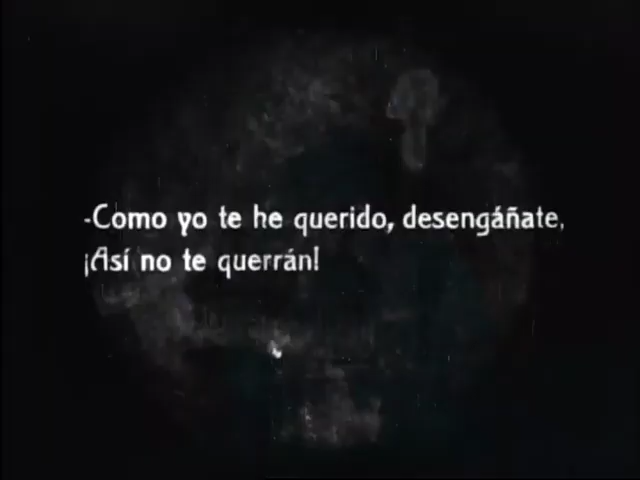 -Como yo te he querido, desengáñate,
¡Así no te querrán!